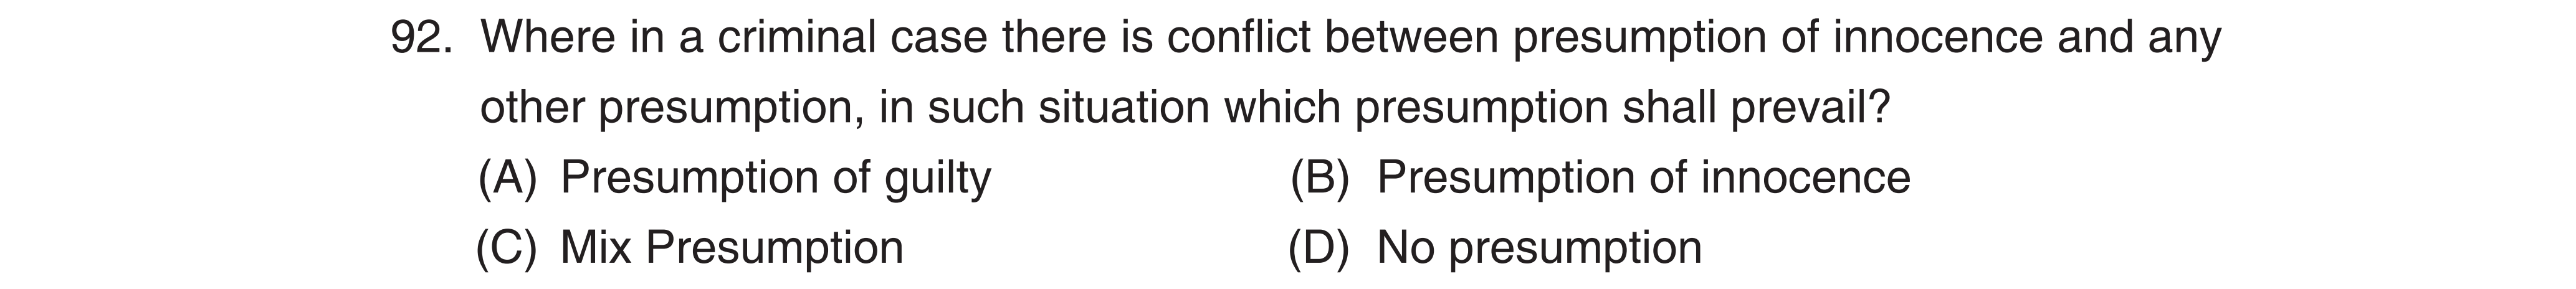 92. Where in a criminal case there is conflict between presumption of innocence and any
other presumption, in such situation which presumption shall prevail?
(A) Presumption of guilty (B) Presumption of innocence
(C) Mix Presumption (D) No presumption